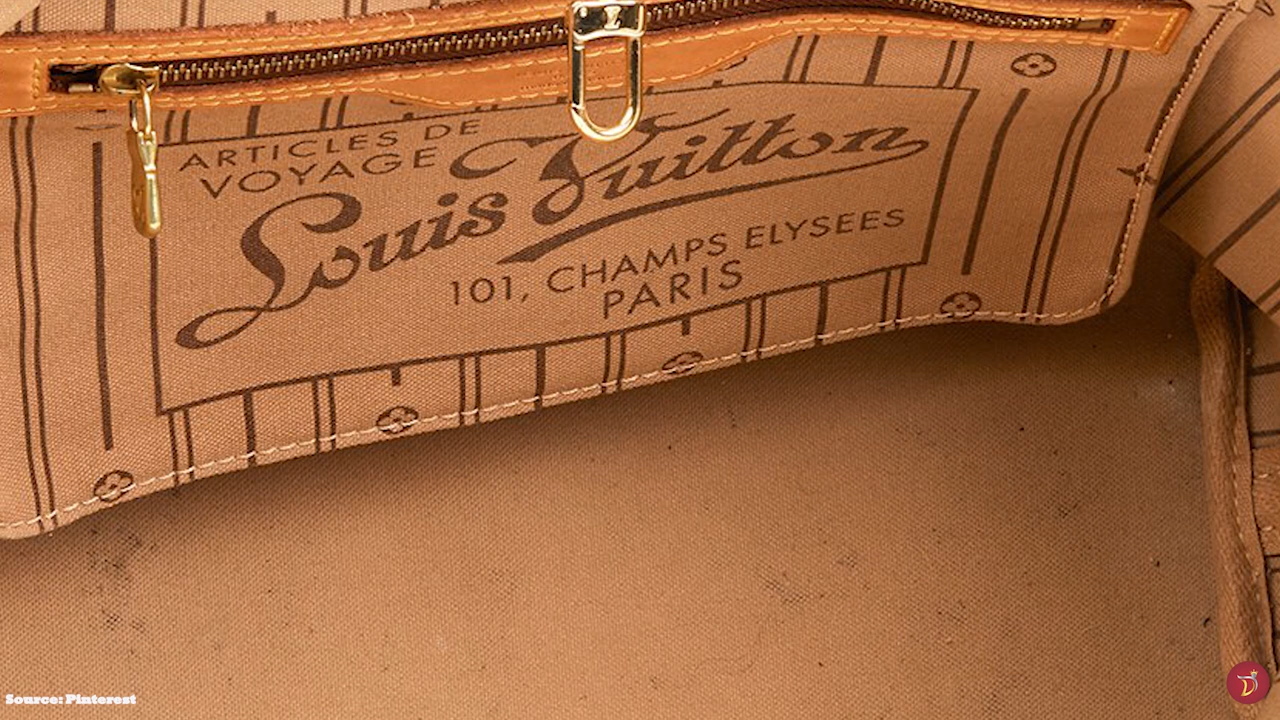 ARTICLES DE
VOYAGE
Louis Vuitton
101, CHAMPS ELYSEES
PARIS
Source: Pinterest